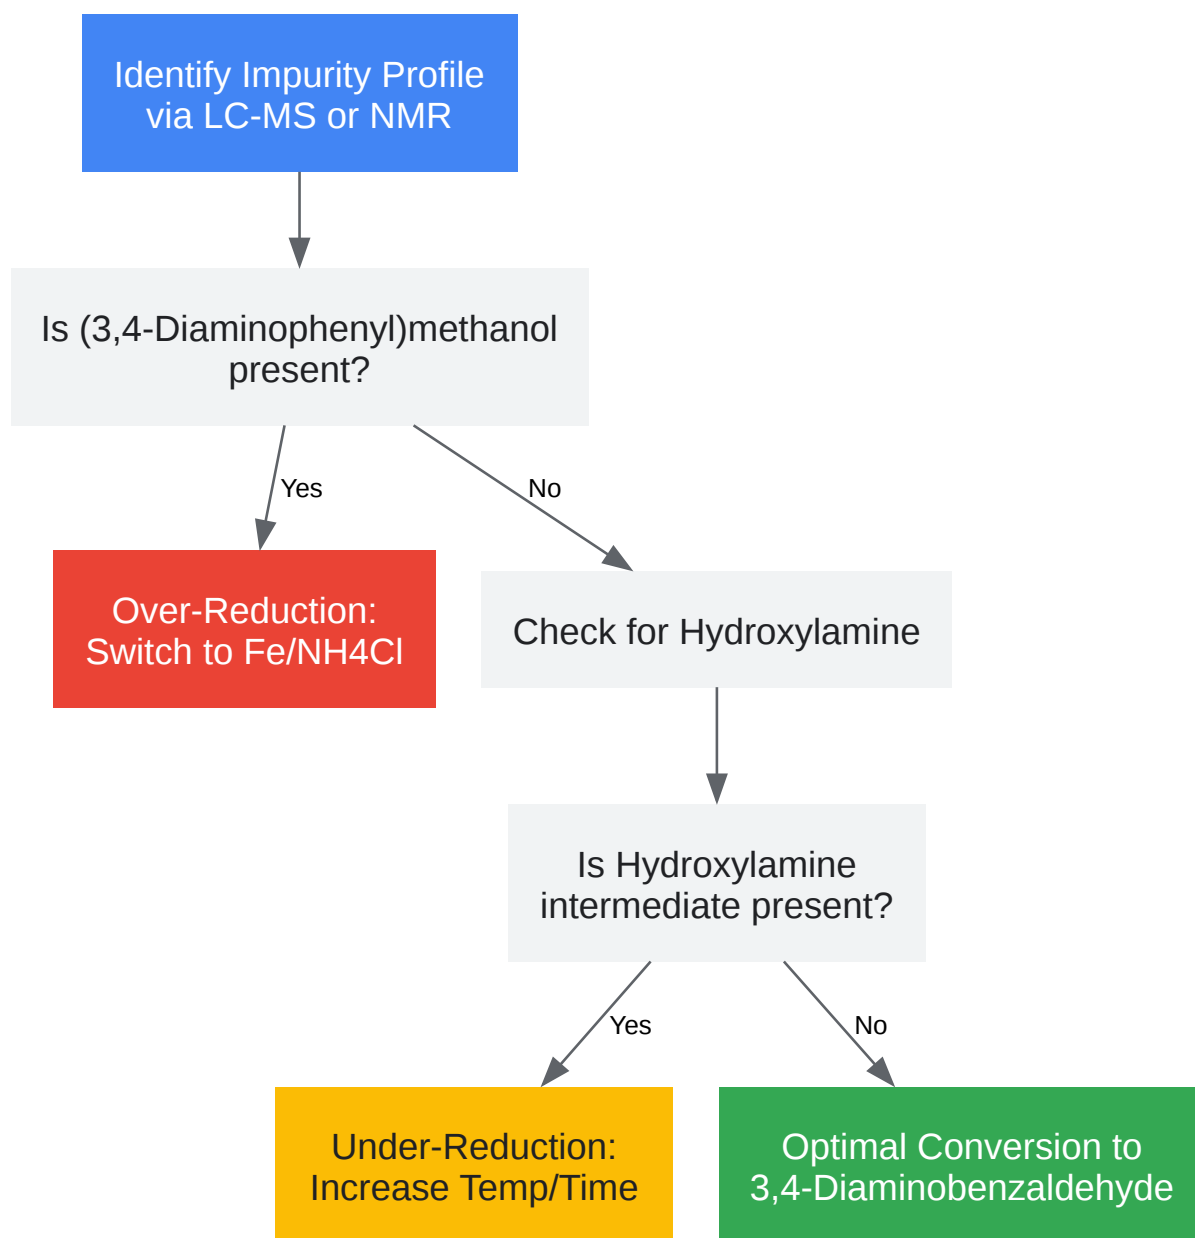 Identify Impurity Profile
via LC-MS or NMR
Is (3,4-Diaminophenyl)methanol
present?
Yes
No
Over-Reduction:
Switch to Fe/NH4Cl
Check for Hydroxylamine
Is Hydroxylamine
intermediate present?
Yes
No
Under-Reduction:
Increase Temp/Time
Optimal Conversion to
3,4-Diaminobenzaldehyde